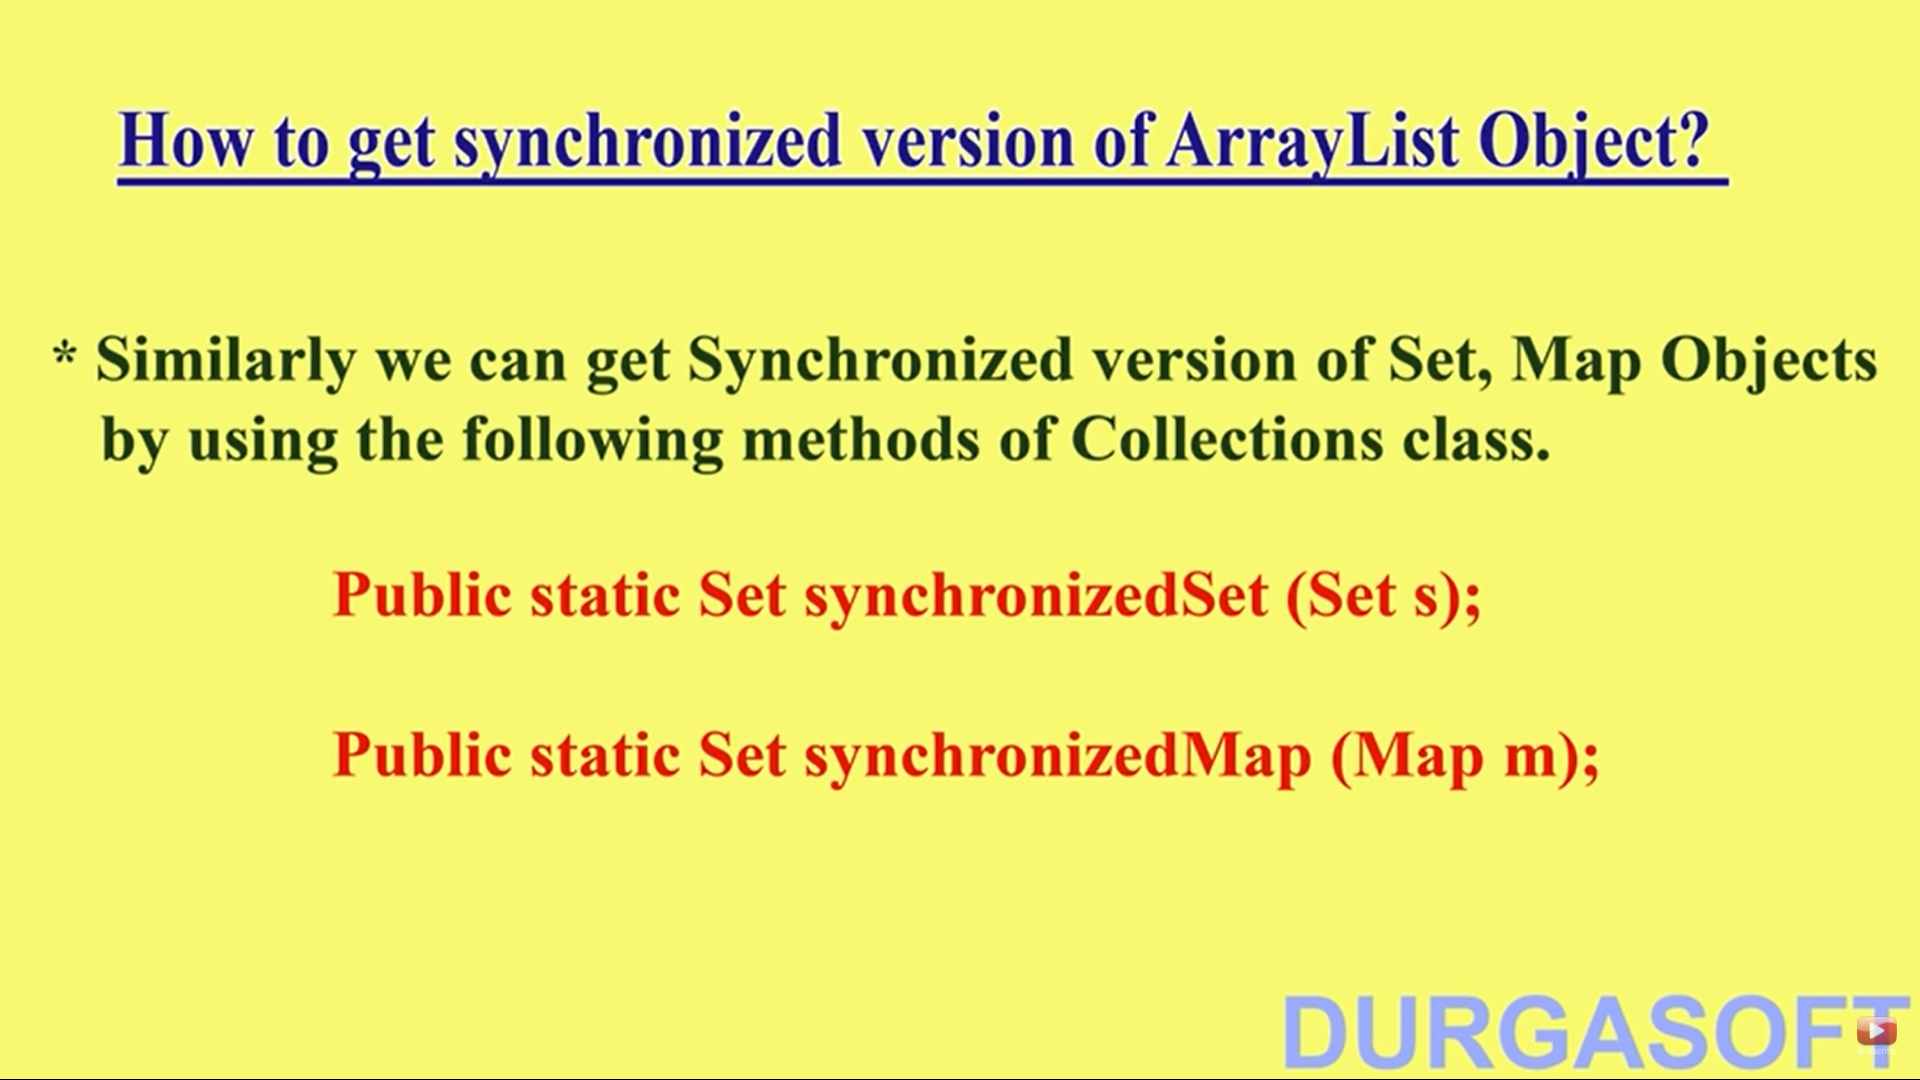 How to get synchronized version of ArrayList Object?
* Similarly we can get Synchronized version of Set, Map Objects
by using the following methods of Collections class.
Public static Set synchronizedSet (Set s);
Public static Set synchronizedMap (Map m);
DURGASOFT